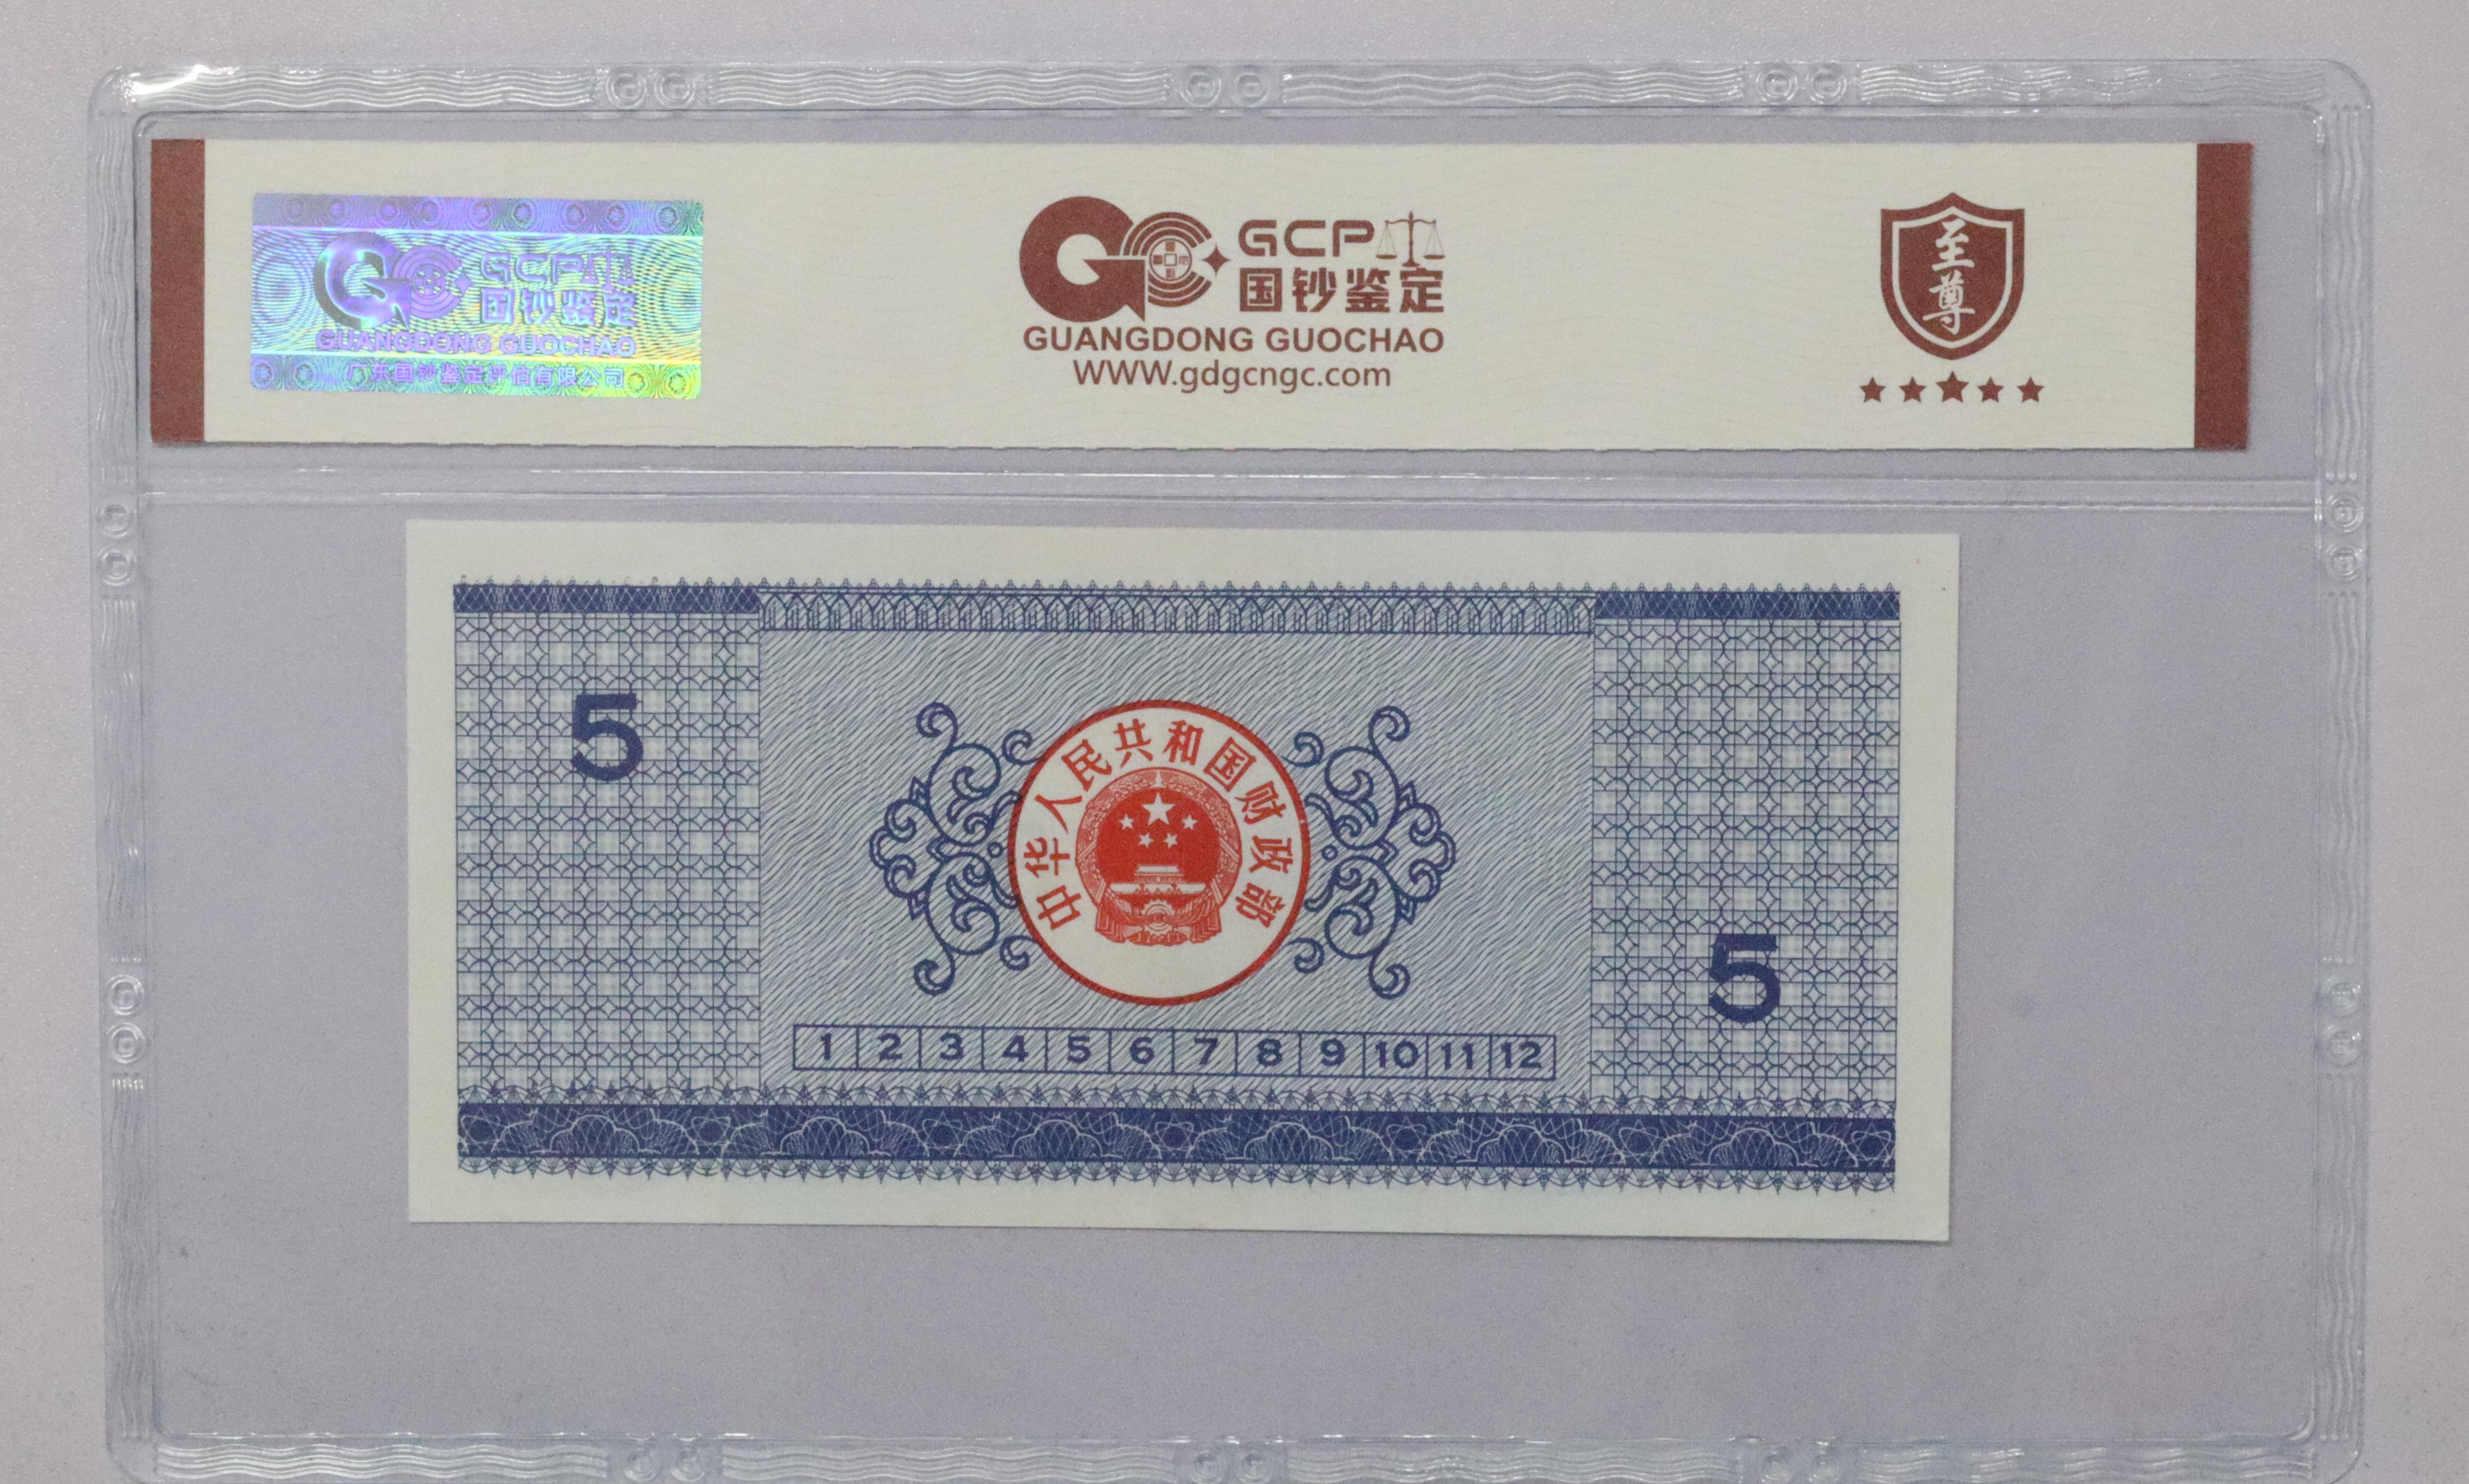 GCP
国钞鉴定
GUANGDONG GUOCHAO
广东国钞鉴定评估有限公司
GCP
国钞鉴定
GUANGDONG GUOCHAO
WWW.gdgcngc.com
至尊
5
中华人民共和国财政部
5
1 2 3 4 5 6 7 8 9 10 11 12